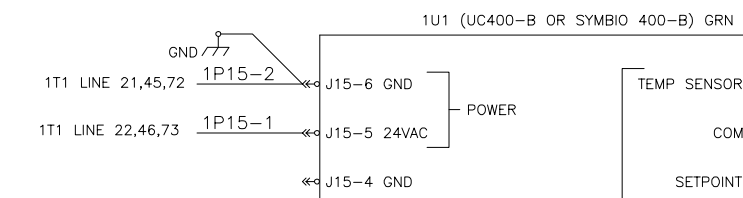 1U1 (UC400-B OR SYMBIO 400-B) GRN
GND
1T1 LINE 21,45,72 1P15-2 J15-6 GND TEMP SENSOR
POWER
1T1 LINE 22,46,73 1P15-1 J15-5 24VAC COM
J15-4 GND SETPOINT